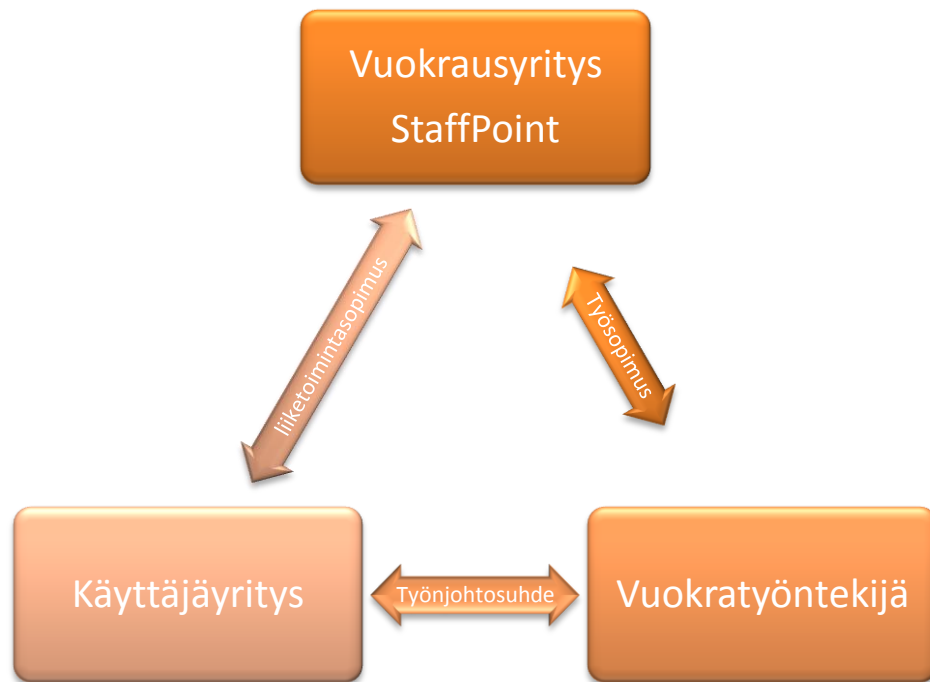 Vuokrausyritys
StaffPoint
liiketoimintasopimus
Työsopimus
Käyttäjäyritys
Työnjohtosuhde
Vuokratyöntekijä